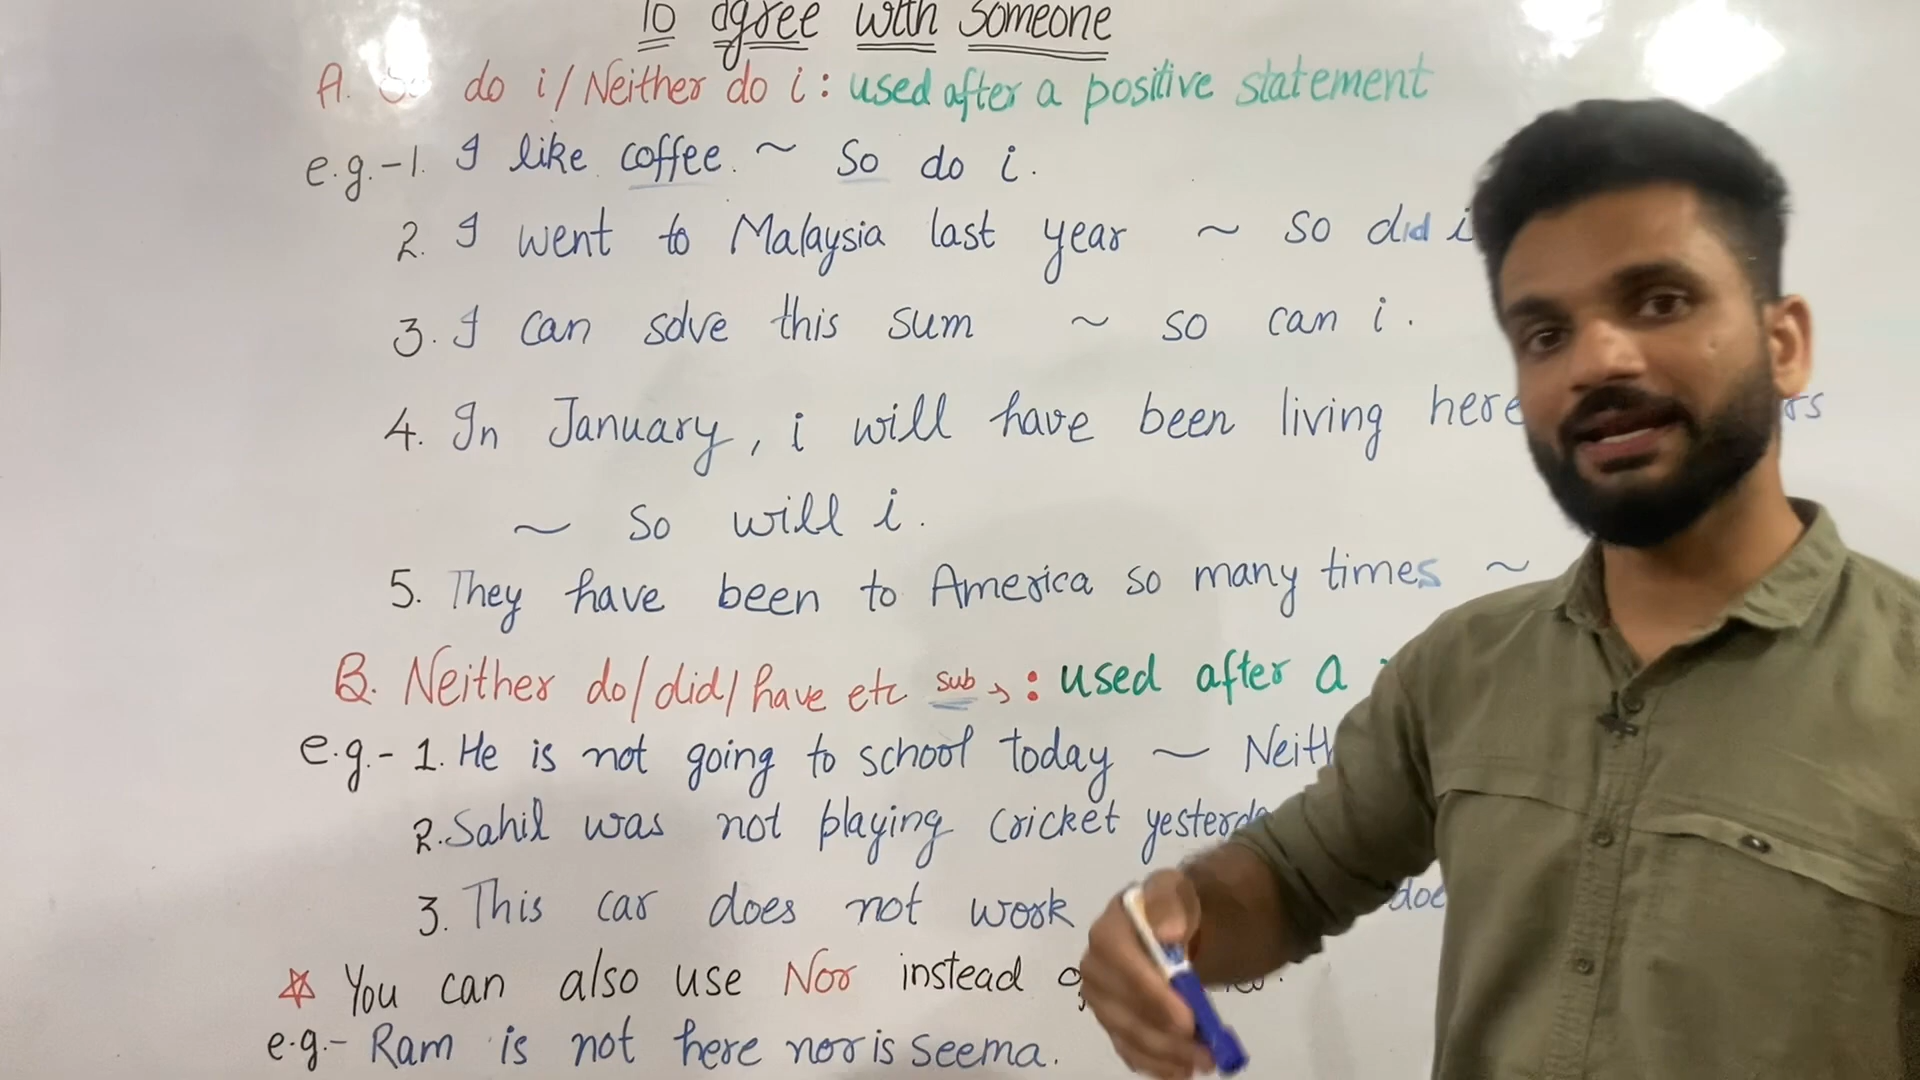 To agree with someone
A. So do i/Neither do i : used after a positive statement
e.g.-1. I like coffee. ~ So do i.
2. I went to Malaysia last year ~ so did i
3. I can solve this sum ~ so can i.
4. In January, i will have been living here
~ So will i.
5. They have been to America so many times ~
B. Neither do/did/have etc sub → : used after a
e.g.- 1. He is not going to school today ~
2. Sahil was not playing cricket
3. This car does not work
☆ You can also use Nor instead
e.g.- Ram is not here nor is seema.